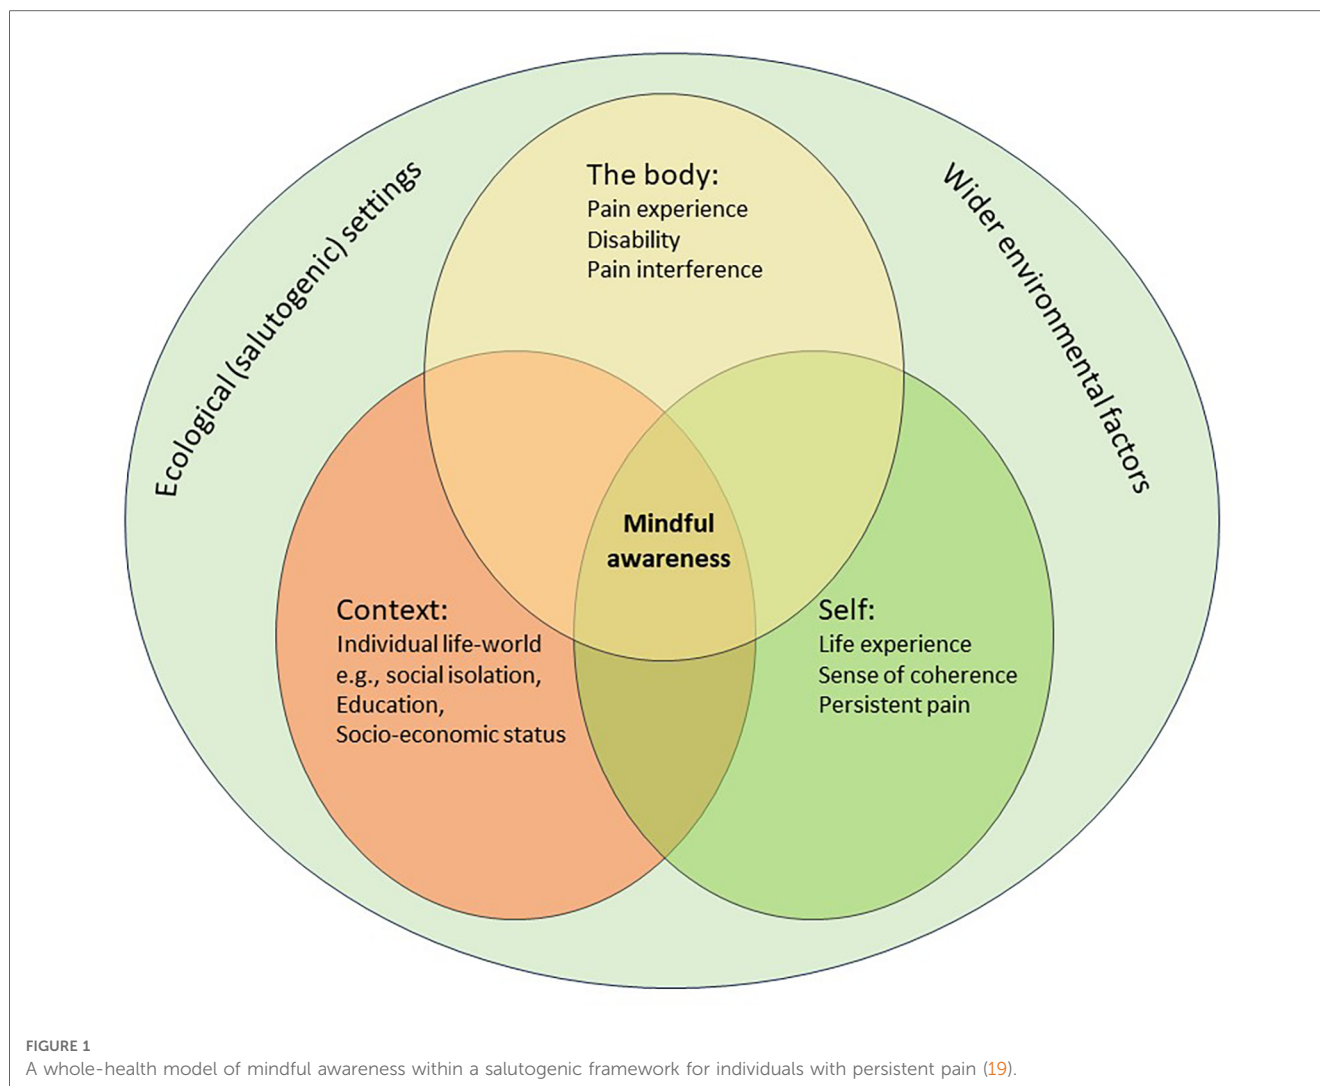 Ecological (salutogenic) settings
Wider environmental factors
The body:
Pain experience
Disability
Pain interference
Mindful
awareness
Context:
Individual life-world
e.g., social isolation,
Education,
Socio-economic status
Self:
Life experience
Sense of coherence
Persistent pain
FIGURE 1
A whole-health model of mindful awareness within a salutogenic framework for individuals with persistent pain (19).